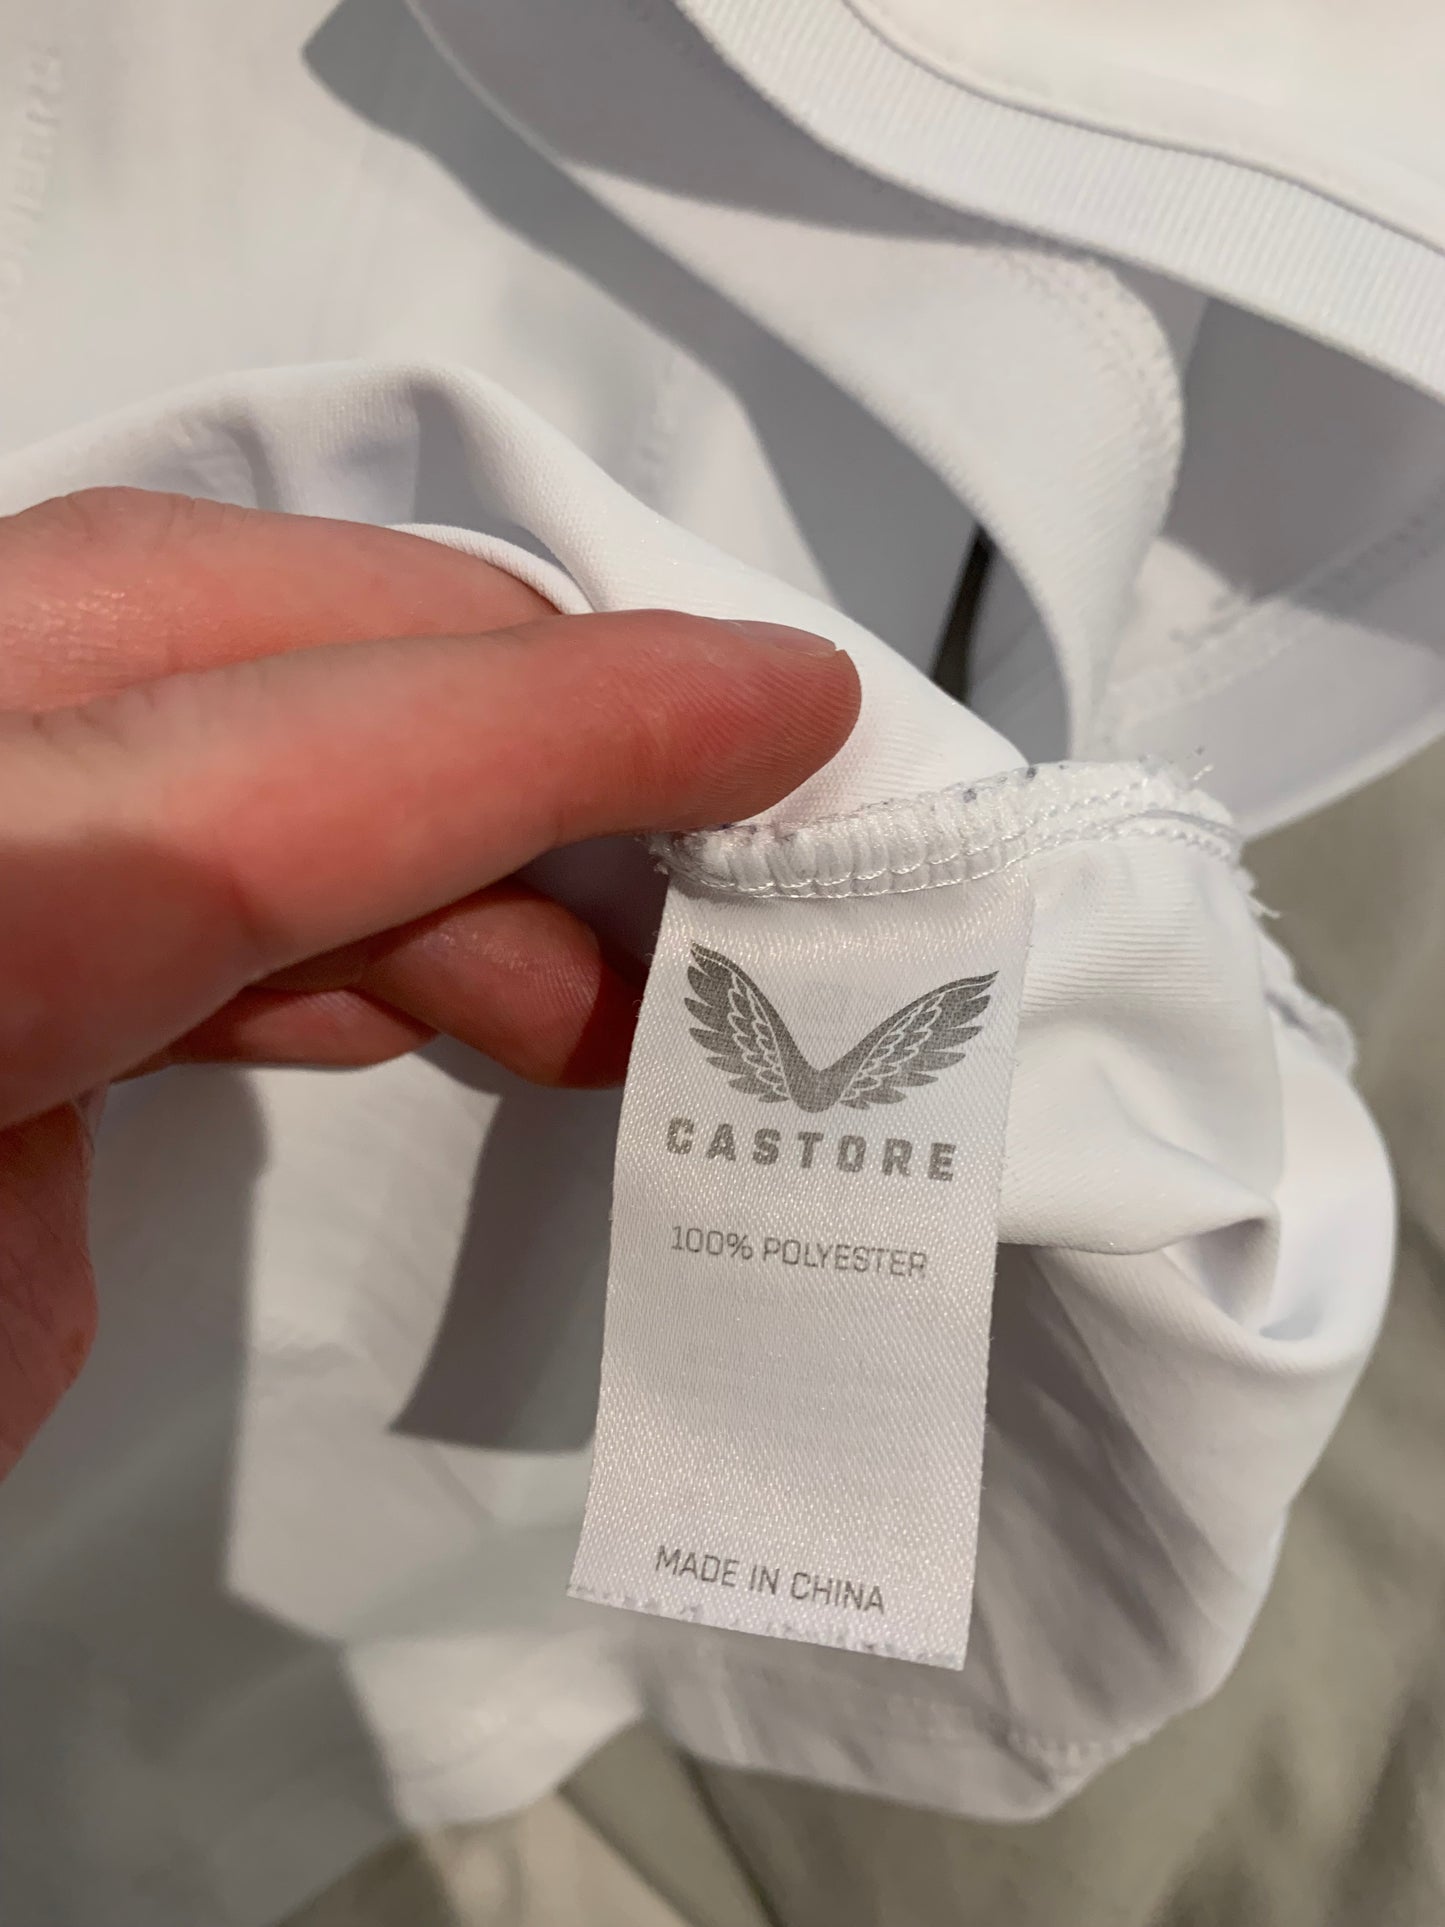 CASTORE
100% POLYESTER
MADE IN CHINA